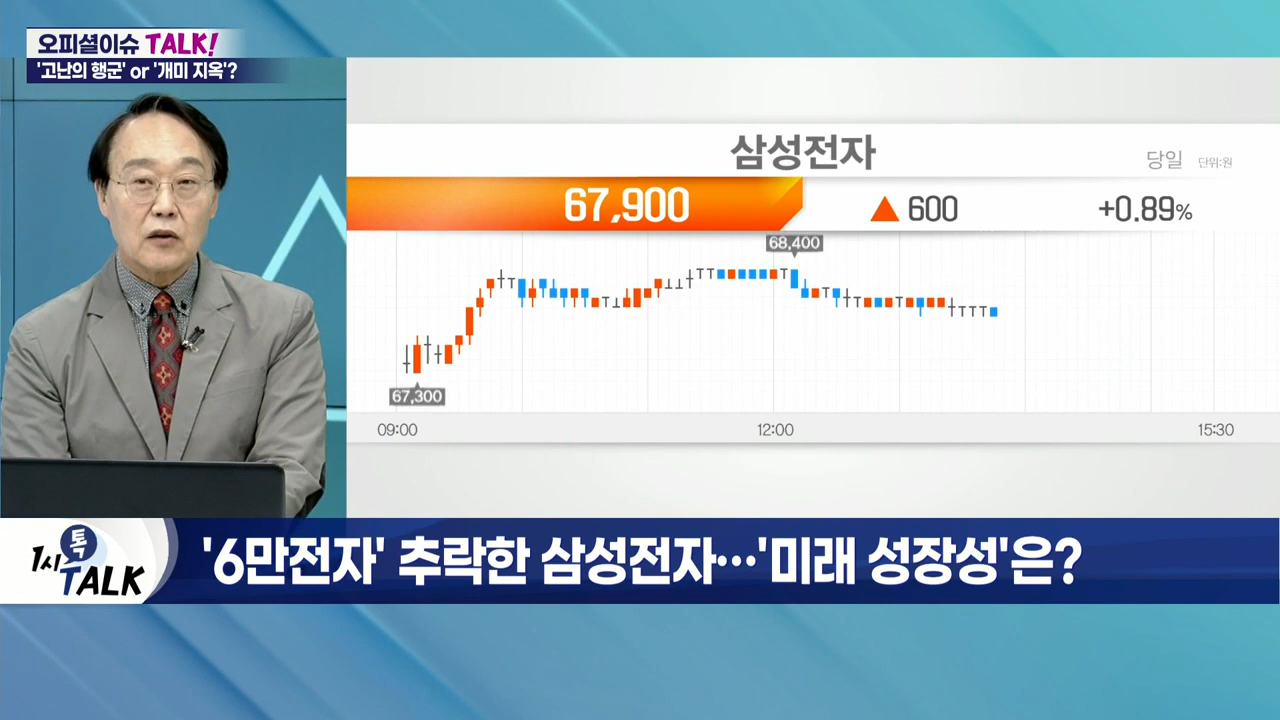 오피셜이슈 TALK!
'고난의 행군' or '개미 지옥'?
삼성전자
당일 단위:원
67,900 ▲ 600 +0.89%
68,400
67,300
09:00 12:00 15:30
1시 톡 TALK
'6만전자' 추락한 삼성전자…'미래 성장성'은?